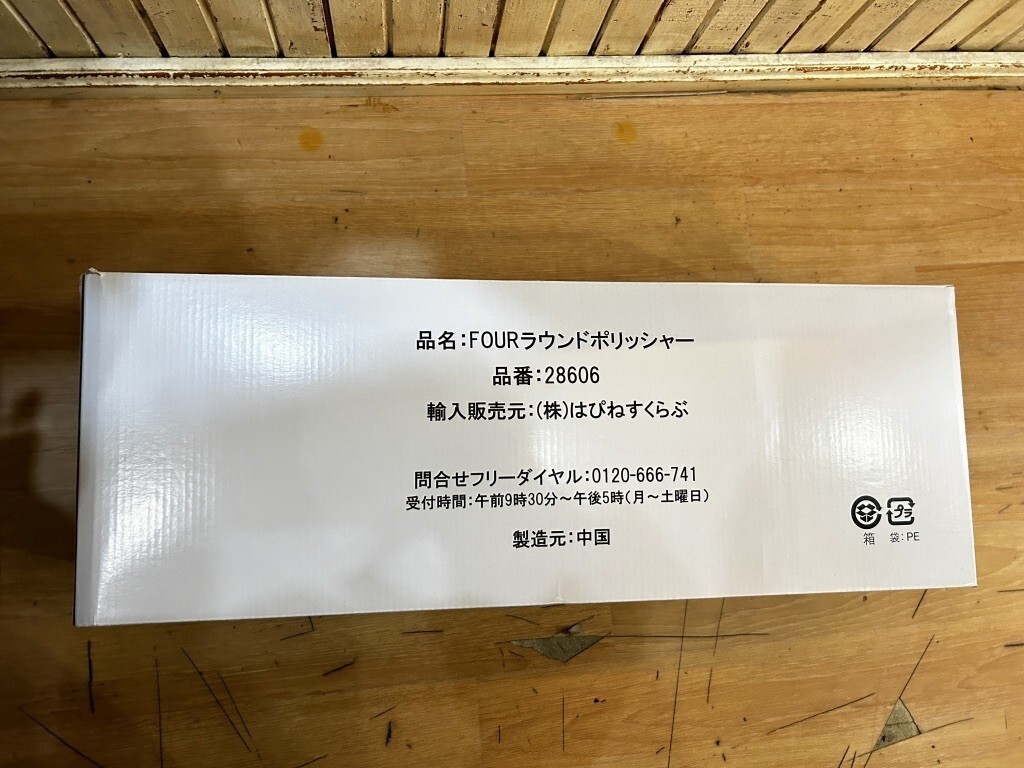 品名:FOURラウンドポリッシャー
品番:28606
輸入販売元:(株)はぴねすくらぶ
問合せフリーダイヤル:0120-666-741
受付時間:午前9時30分～午後5時(月～土曜日)
製造元:中国
プラ
箱 袋:PE